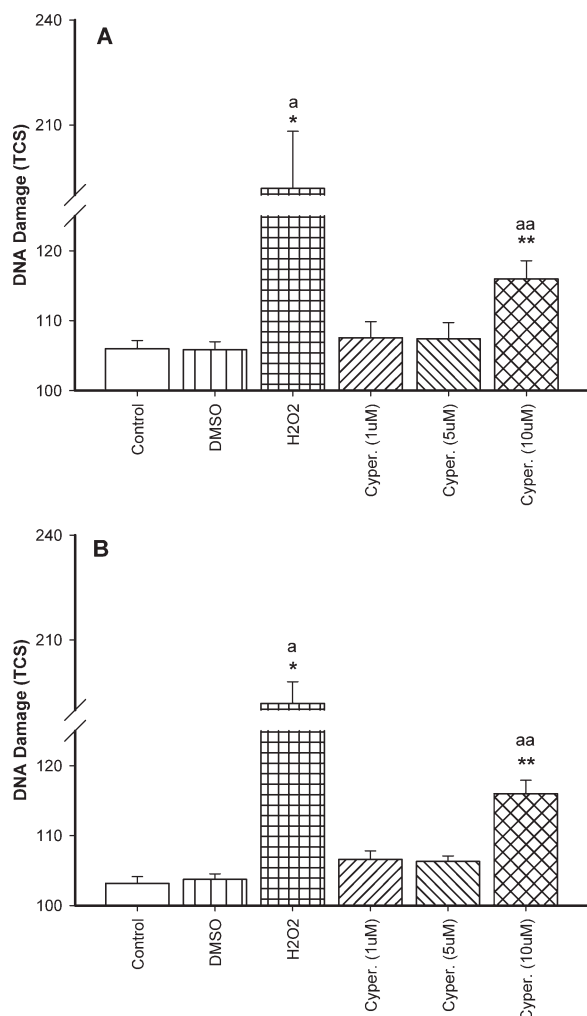 240
A
a
*
210
DNA Damage (TCS)
120
aa
**
110
100
Control
DMSO
H2O2
Cyper. (1uM)
Cyper. (5uM)
Cyper. (10uM)
240
B
a
*
210
DNA Damage (TCS)
120
aa
**
110
100
Control
DMSO
H2O2
Cyper. (1uM)
Cyper. (5uM)
Cyper. (10uM)